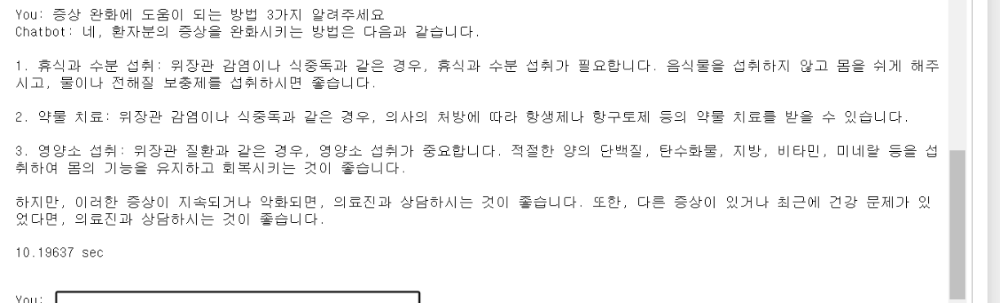 You: 증상 완화에 도움이 되는 방법 3가지 알려주세요
Chatbot: 네, 환자분의 증상을 완화시키는 방법은 다음과 같습니다.
1. 휴식과 수분 섭취: 위장관 감염이나 식중독과 같은 경우, 휴식과 수분 섭취가 필요합니다. 음식물을 섭취하지 않고 몸을 쉬게 해주
시고, 물이나 전해질 보충제를 섭취하시면 좋습니다.
2. 약물 치료: 위장관 감염이나 식중독과 같은 경우, 의사의 처방에 따라 항생제나 항구토제 등의 약물 치료를 받을 수 있습니다.
3. 영양소 섭취: 위장관 질환과 같은 경우, 영양소 섭취가 중요합니다. 적절한 양의 단백질, 탄수화물, 지방, 비타민, 미네랄 등을 섭
취하여 몸의 기능을 유지하고 회복시키는 것이 좋습니다.
하지만, 이러한 증상이 지속되거나 악화되면, 의료진과 상담하시는 것이 좋습니다. 또한, 다른 증상이 있거나 최근에 건강 문제가 있
었다면, 의료진과 상담하시는 것이 좋습니다.
10.19637 sec
You: